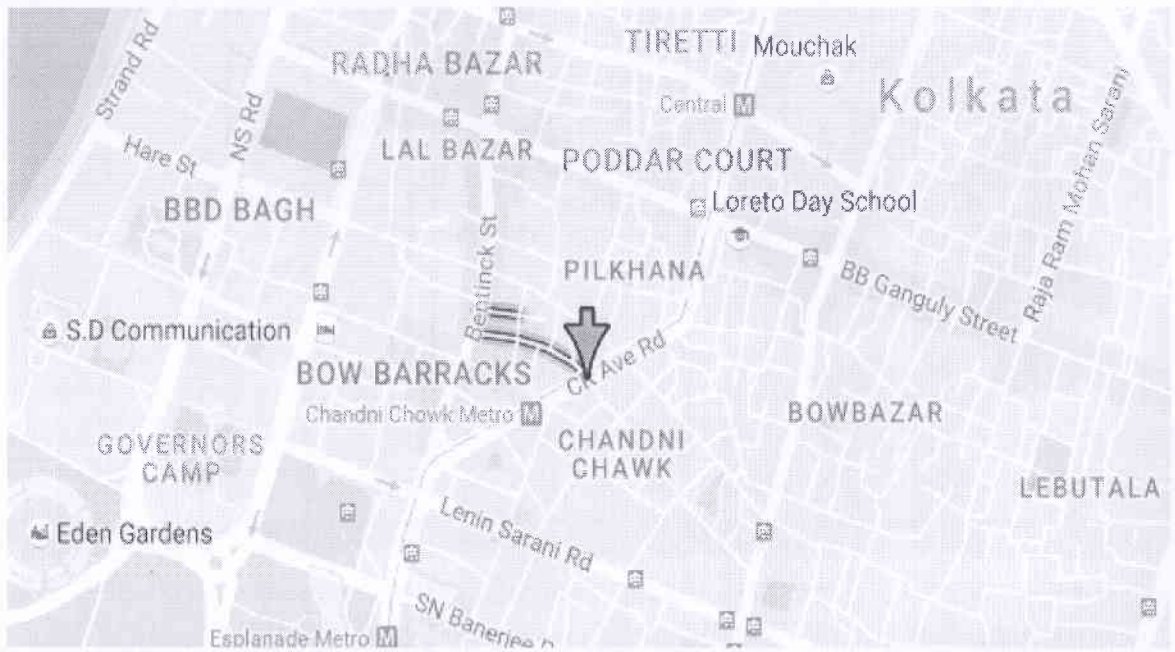 TIRETTI
Mouchak
RADHA BAZAR
Kolkata
Strand Rd
NS Rd
Central M
Hare St
LAL BAZAR
PODDAR COURT
Raja Ram Mohan Sarani
BBD BAGH
Loreto Day School
Bentinck St
PILKHANA
BB Ganguly Street
S.D Communication
BOW BARRACKS
CR Ave Rd
Chandni Chowk Metro M
BOWBAZAR
GOVERNORS
CAMP
CHANDNI
CHAWK
LEBUTALA
Eden Gardens
Lenin Sarani Rd
SN Banerjee
Esplanade Metro M